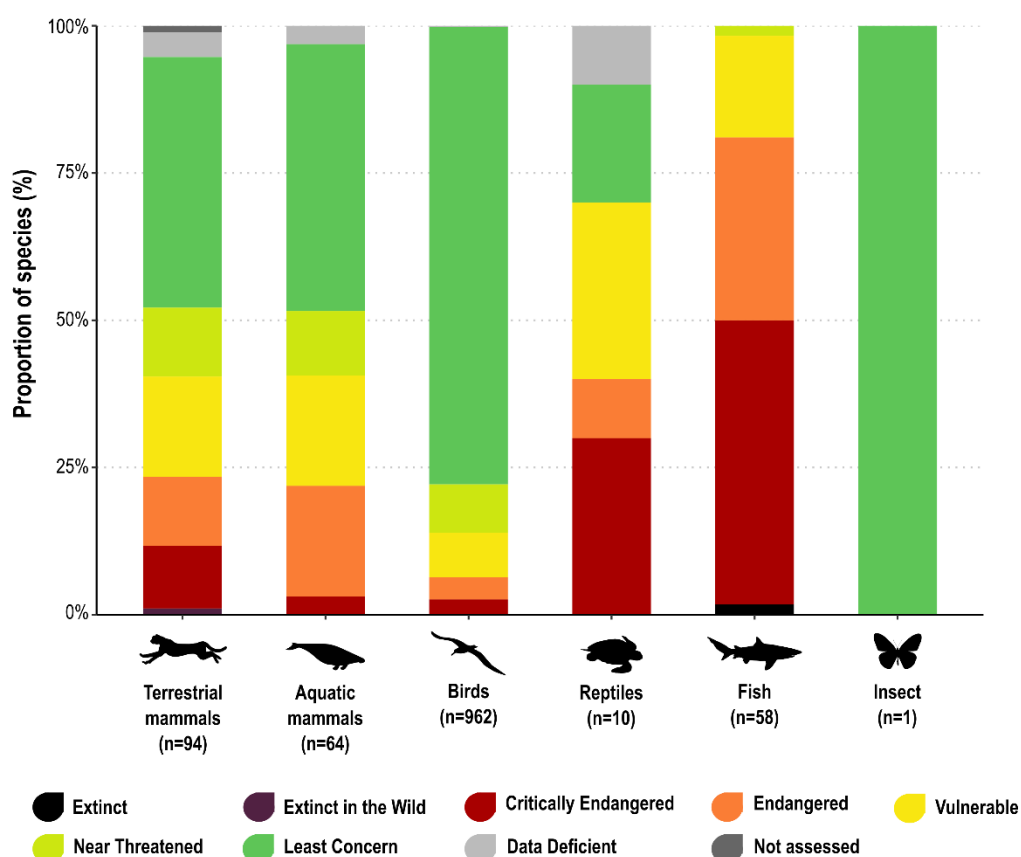 Proportion of species (%)
100%
75%
50%
25%
0%
Terrestrial
mammals
(n=94)
Aquatic
mammals
(n=64)
Birds
(n=962)
Reptiles
(n=10)
Fish
(n=58)
Insect
(n=1)
Extinct
Extinct in the Wild
Critically Endangered
Endangered
Vulnerable
Near Threatened
Least Concern
Data Deficient
Not assessed